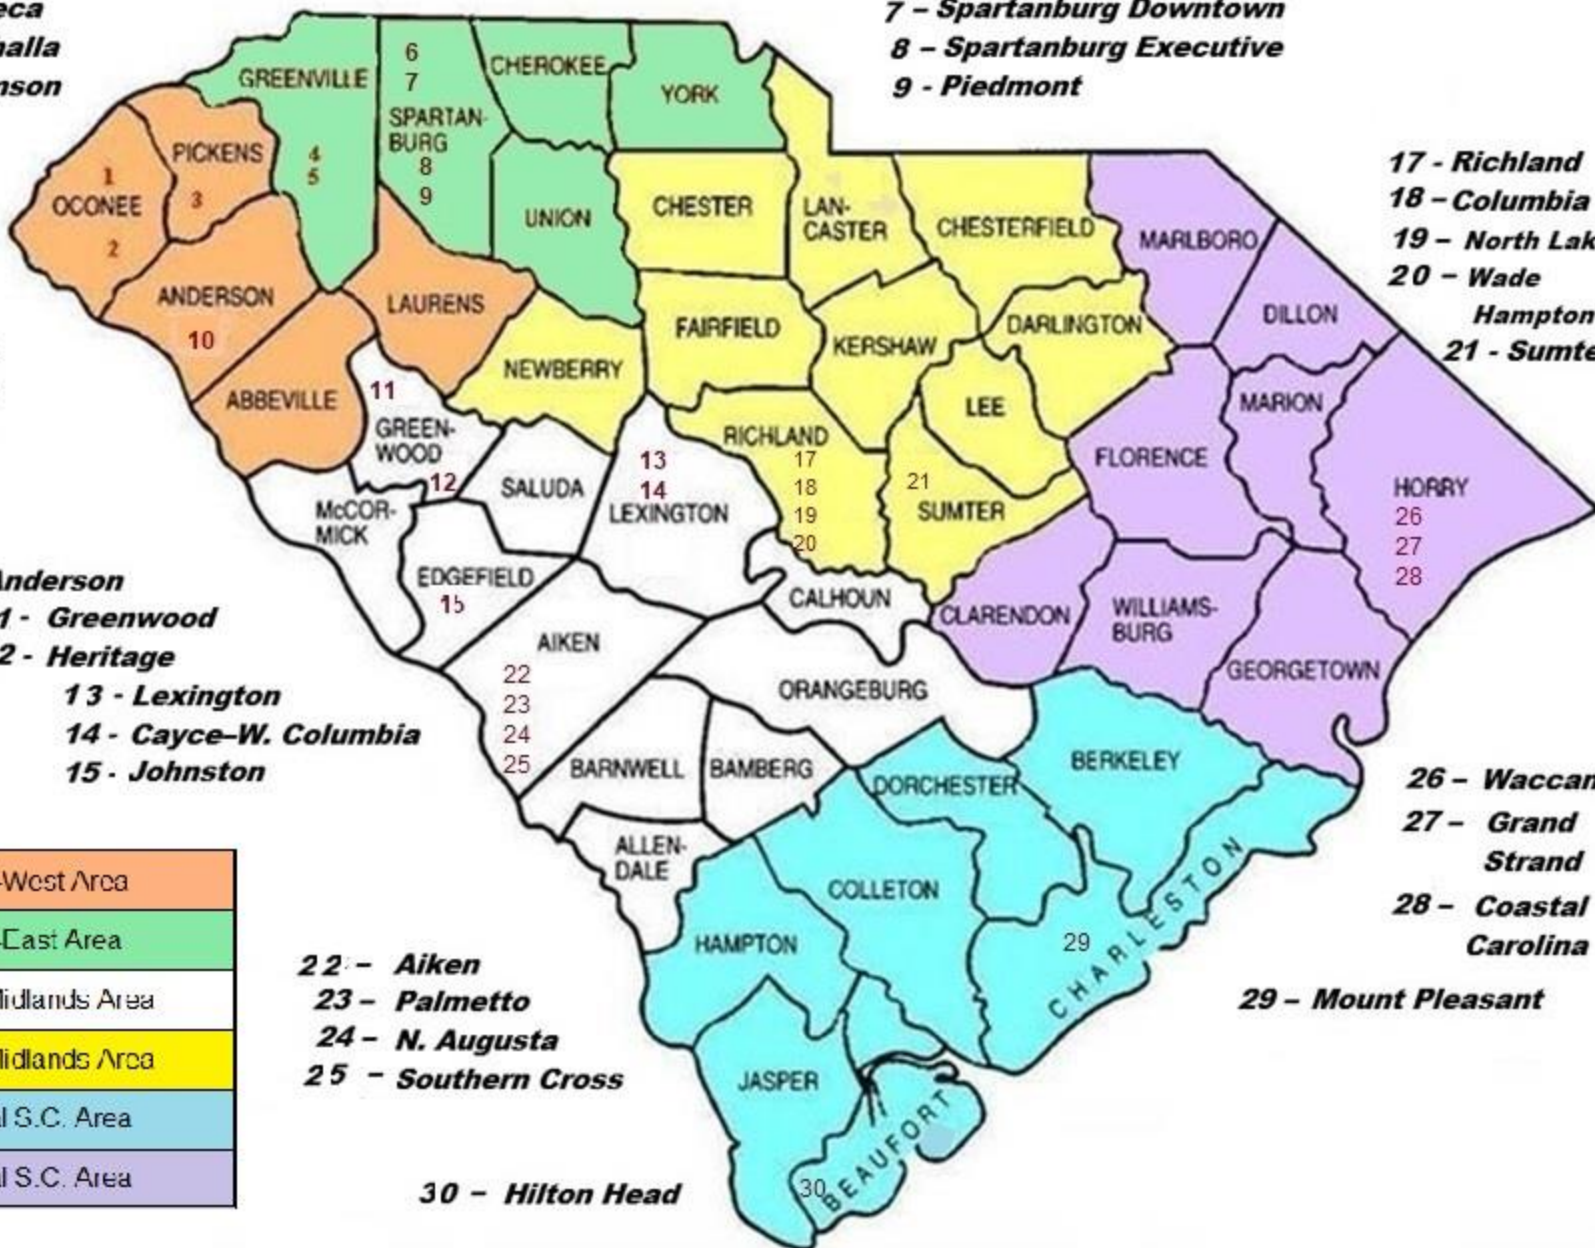 7 – Spartanburg Downtown
8 – Spartanburg Executive
9 - Piedmont
GREENVILLE
4
5
6
7
SPARTAN-
BURG
8
9
CHEROKEE
YORK
PICKENS
3
1
OCONEE
2
UNION
CHESTER
LAN-
CASTER
CHESTERFIELD
MARLBORO
DILLON
17 - Richland
18 – Columbia
19 – North Lak
20 – Wade
Hampton
21 - Sumte
ANDERSON
10
LAURENS
ABBEVILLE
NEWBERRY
FAIRFIELD
KERSHAW
DARLINGTON
LEE
MARION
FLORENCE
HORRY
26
27
28
11
GREEN-
WOOD
12
SALUDA
13
14
LEXINGTON
RICHLAND
17
18
19
20
21
SUMTER
McCOR-
MICK
EDGEFIELD
15
AIKEN
22
23
24
25
CALHOUN
CLARENDON
WILLIAMS-
BURG
GEORGETOWN
ORANGEBURG
BARNWELL
BAMBERG
DORCHESTER
BERKELEY
ALLEN-
DALE
COLLETON
HAMPTON
29
CHARLESTON
JASPER
BEAUFORT
30
Anderson
1 - Greenwood
2 - Heritage
13 - Lexington
14 - Cayce–W. Columbia
15 - Johnston
-West Area
-East Area
Midlands Area
Midlands Area
l S.C. Area
l S.C. Area
22 – Aiken
23 – Palmetto
24 – N. Augusta
25 – Southern Cross
26 – Waccam
27 – Grand
Strand
28 – Coastal
Carolina
29 – Mount Pleasant
30 – Hilton Head